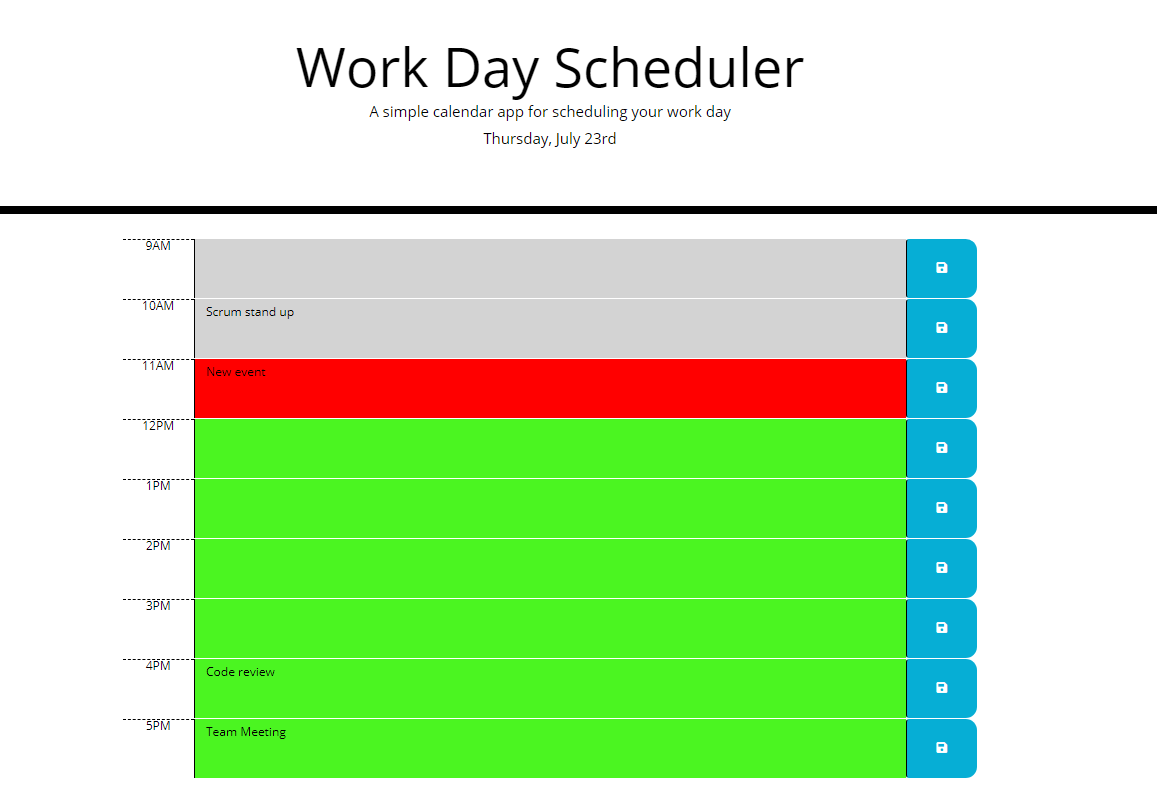 Work Day Scheduler
A simple calendar app for scheduling your work day
Thursday, July 23rd
9AM
10AM
Scrum stand up
11AM
New event
12PM
1PM
2PM
3PM
4PM
Code review
5PM
Team Meeting